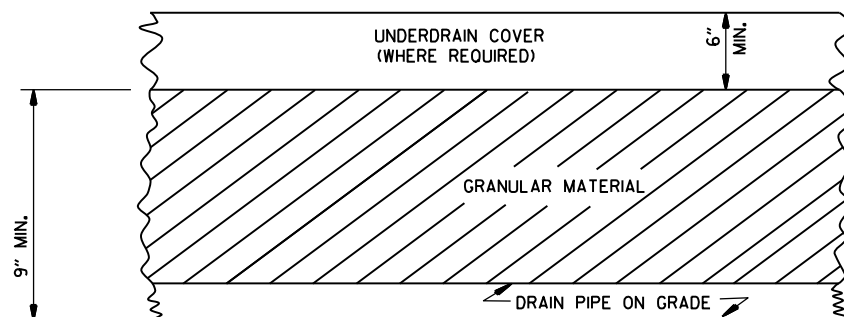 UNDERDRAIN COVER
(WHERE REQUIRED)
6" MIN.
GRANULAR MATERIAL
9" MIN.
DRAIN PIPE ON GRADE